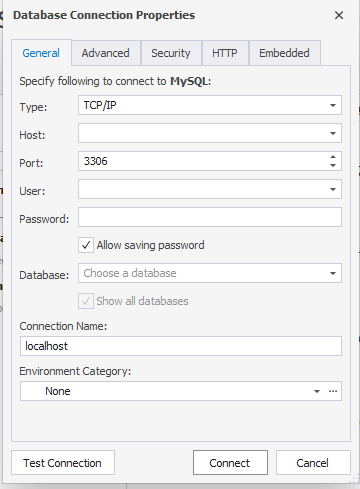 Database Connection Properties
General Advanced Security HTTP Embedded
Specify following to connect to MySQL:
Type: TCP/IP
Host:
Port: 3306
User:
Password:
Allow saving password
Database: Choose a database
Show all databases
Connection Name:
localhost
Environment Category:
None ...
Test Connection Connect Cancel